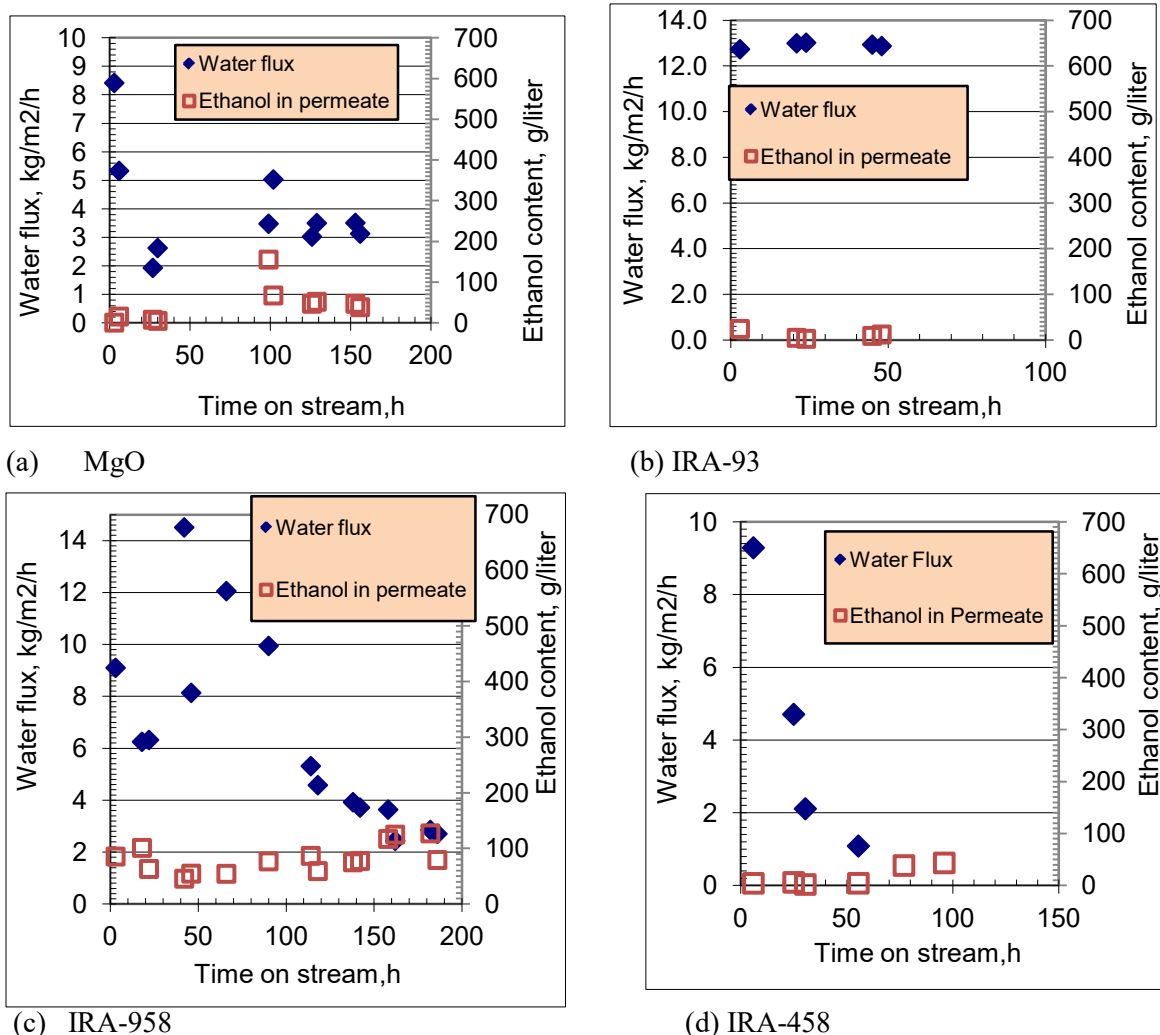 10
9
8
7
6
5
4
3
2
1
0
Water flux, kg/m2/h
Water flux
Ethanol in permeate
700
600
500
400
300
200
100
0
Ethanol content, g/liter
0 50 100 150 200
Time on stream,h
(a) MgO
14.0
12.0
10.0
8.0
6.0
4.0
2.0
0.0
Water flux, kg/m2/h
Water flux
Ethanol in permeate
700
600
500
400
300
200
100
0
Ethanol content, g/liter
0 50 100
Time on stream,h
(b) IRA-93
14
12
10
8
6
4
2
0
Water flux, kg/m2/h
Water flux
Ethanol in permeate
700
600
500
400
300
200
100
0
Ethanol content, g/liter
0 50 100 150 200
Time on stream,h
(c) IRA-958
10
8
6
4
2
0
Water flux, kg/m2/h
Water Flux
Ethanol in Permeate
700
600
500
400
300
200
100
0
Ethanol content, g/liter
0 50 100 150
Time on stream,h
(d) IRA-458